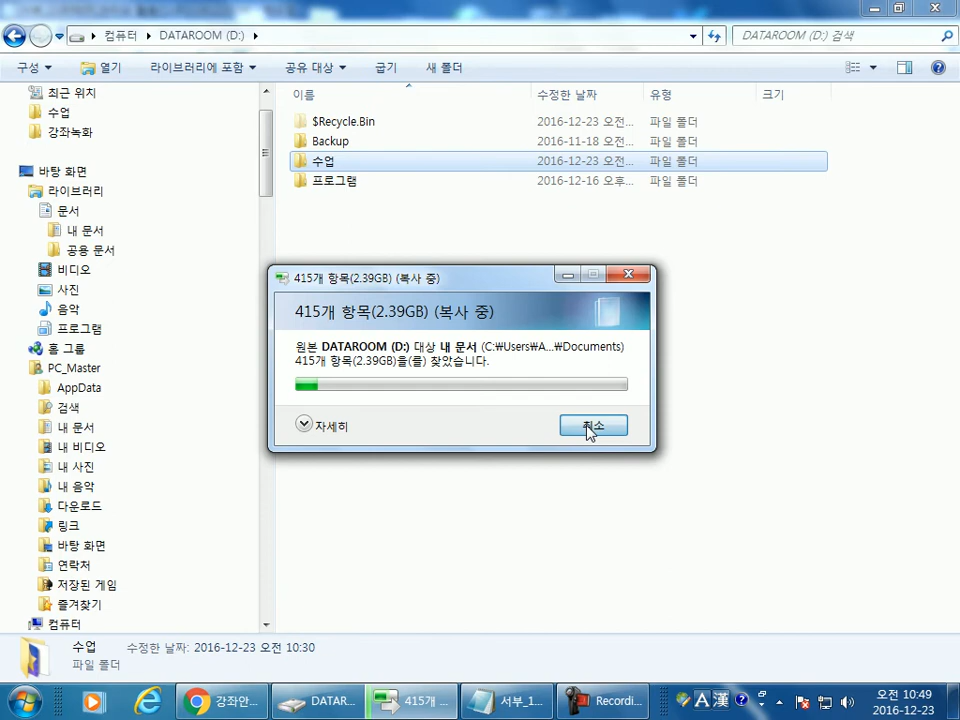 컴퓨터 DATAROOM (D:)
DATAROOM (D:) 검색
구성 열기 라이브러리에 포함 공유 대상 굽기 새 폴더
최근 위치
수업
강좌녹화
바탕 화면
라이브러리
문서
내 문서
공용 문서
비디오
사진
음악
프로그램
홈 그룹
PC_Master
AppData
검색
내 문서
내 비디오
내 사진
내 음악
다운로드
링크
바탕 화면
연락처
저장된 게임
즐겨찾기
컴퓨터
이름 수정한 날짜 유형 크기
$Recycle.Bin 2016-12-23 오전... 파일 폴더
Backup 2016-11-18 오전... 파일 폴더
수업 2016-12-23 오전... 파일 폴더
프로그램 2016-12-16 오후... 파일 폴더
415개 항목(2.39GB) (복사 중)
415개 항목(2.39GB) (복사 중)
원본 DATAROOM (D:) 대상 내 문서 (C:₩Users₩A...₩Documents)
415개 항목(2.39GB)을(를) 찾았습니다.
자세히 취소
수업 수정한 날짜: 2016-12-23 오전 10:30
파일 폴더
강좌안... DATAR... 415개 ... 서부_1... Recordi... A 漢
오전 10:49
2016-12-23